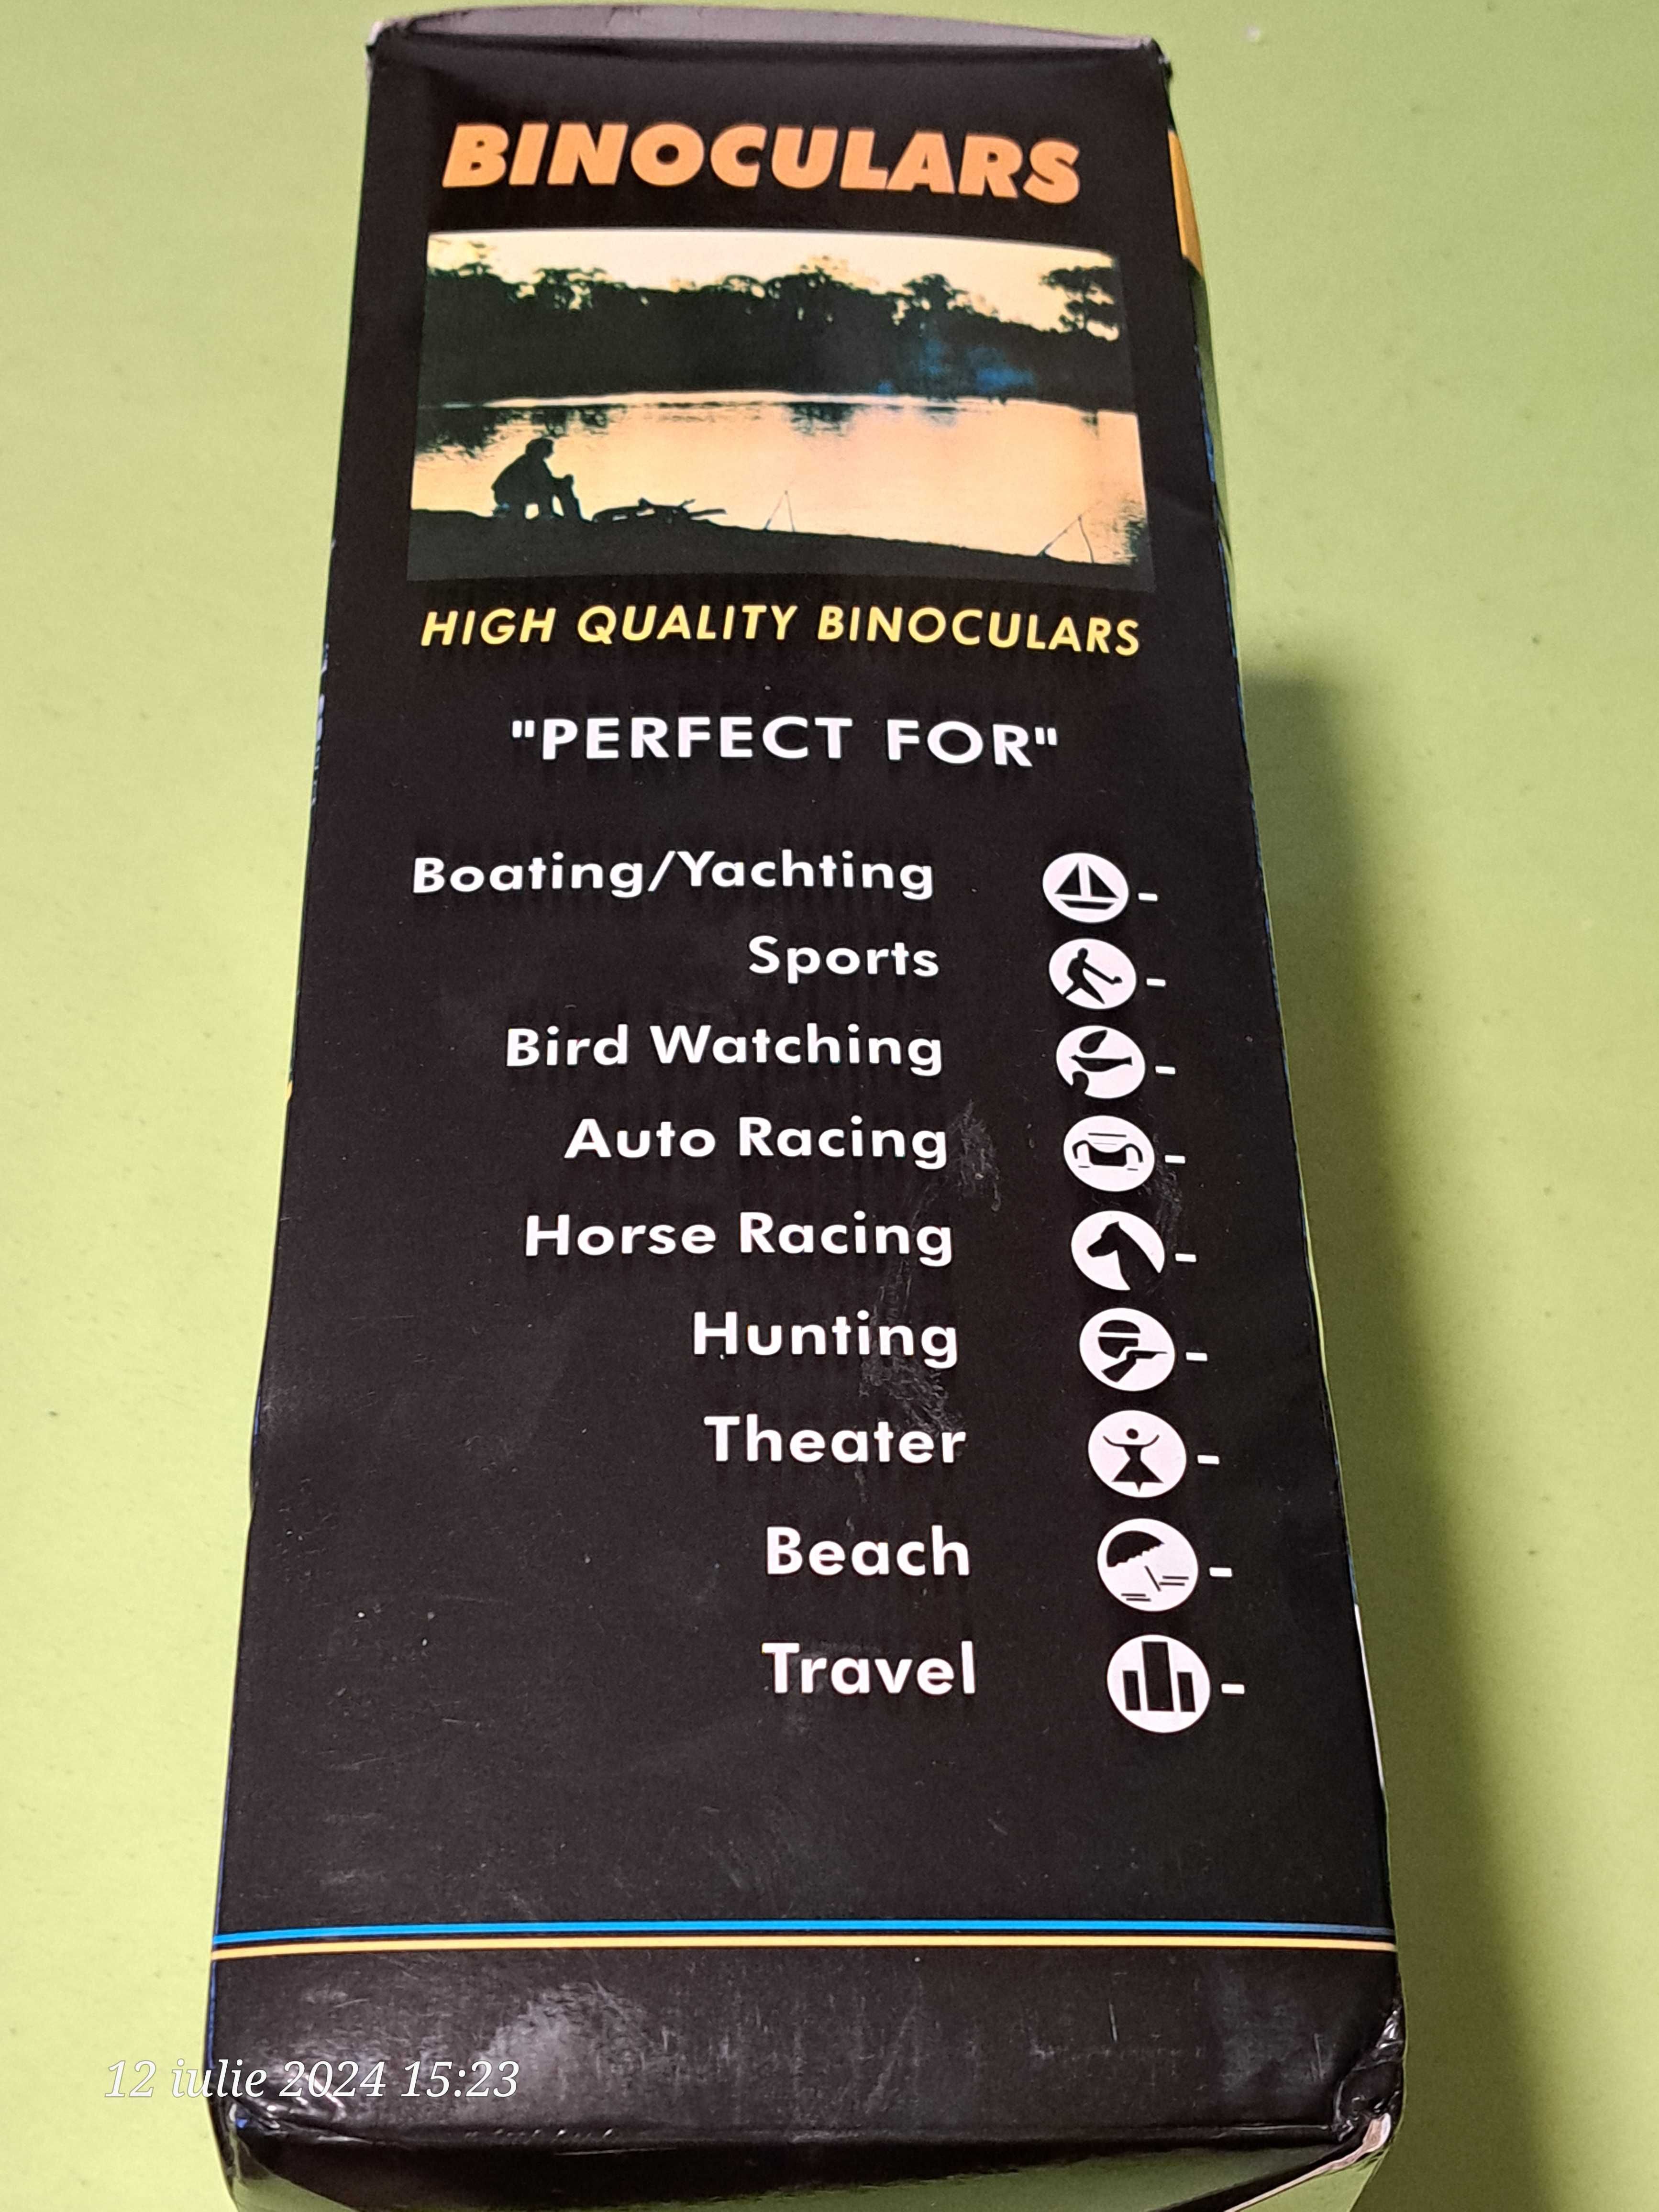 BINOCULARS
HIGH QUALITY BINOCULARS
"PERFECT FOR"
Boating/Yachting -
Sports -
Bird Watching -
Auto Racing -
Horse Racing -
Hunting -
Theater -
Beach -
Travel -
12 iulie 2024 15:23